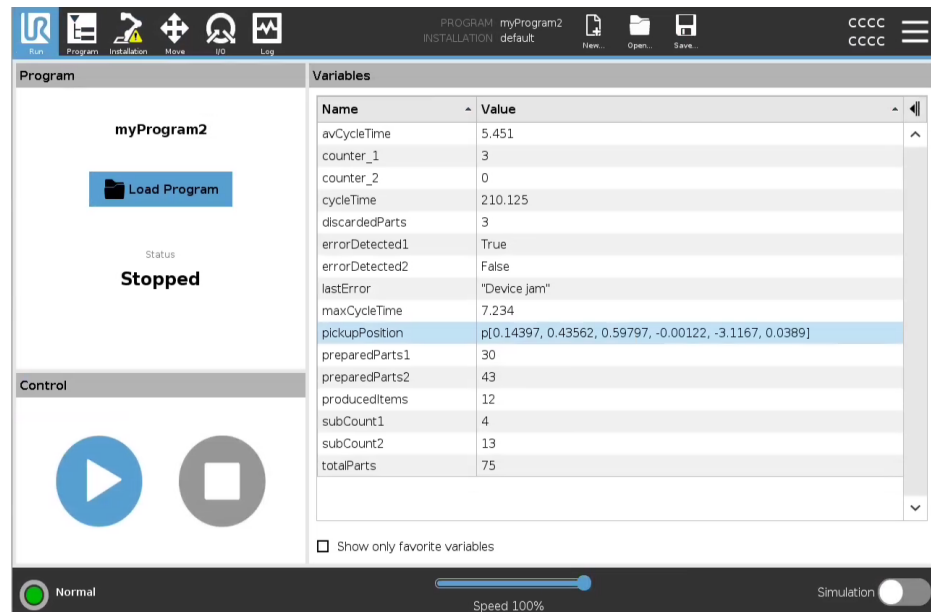 UR
PROGRAM myProgram2
INSTALLATION default
CCCC
CCCC
Run Program Installation Move I/O Log New... Open... Save...
Program
Variables
myProgram2
Load Program
Status
Stopped
Control
Name Value
avCycleTime 5.451
counter_1 3
counter_2 0
cycleTime 210.125
discardedParts 3
errorDetected1 True
errorDetected2 False
lastError "Device jam"
maxCycleTime 7.234
pickupPosition p[0.14397, 0.43562, 0.59797, -0.00122, -3.1167, 0.0389]
preparedParts1 30
preparedParts2 43
producedItems 12
subCount1 4
subCount2 13
totalParts 75
Show only favorite variables
Normal
Speed 100%
Simulation